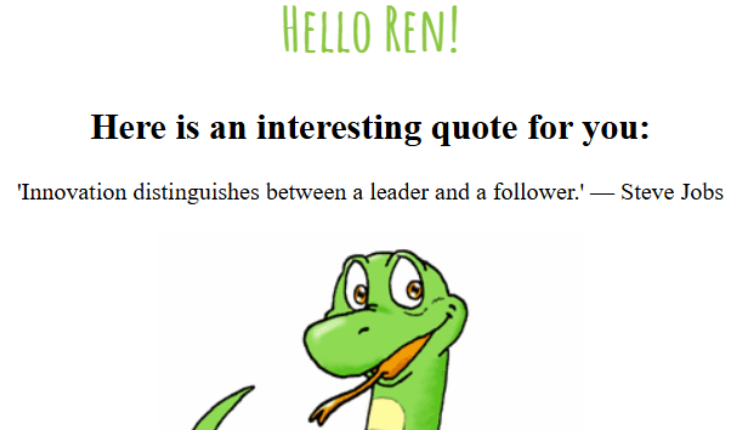 Hello Ren!
Here is an interesting quote for you:
'Innovation distinguishes between a leader and a follower.' — Steve Jobs